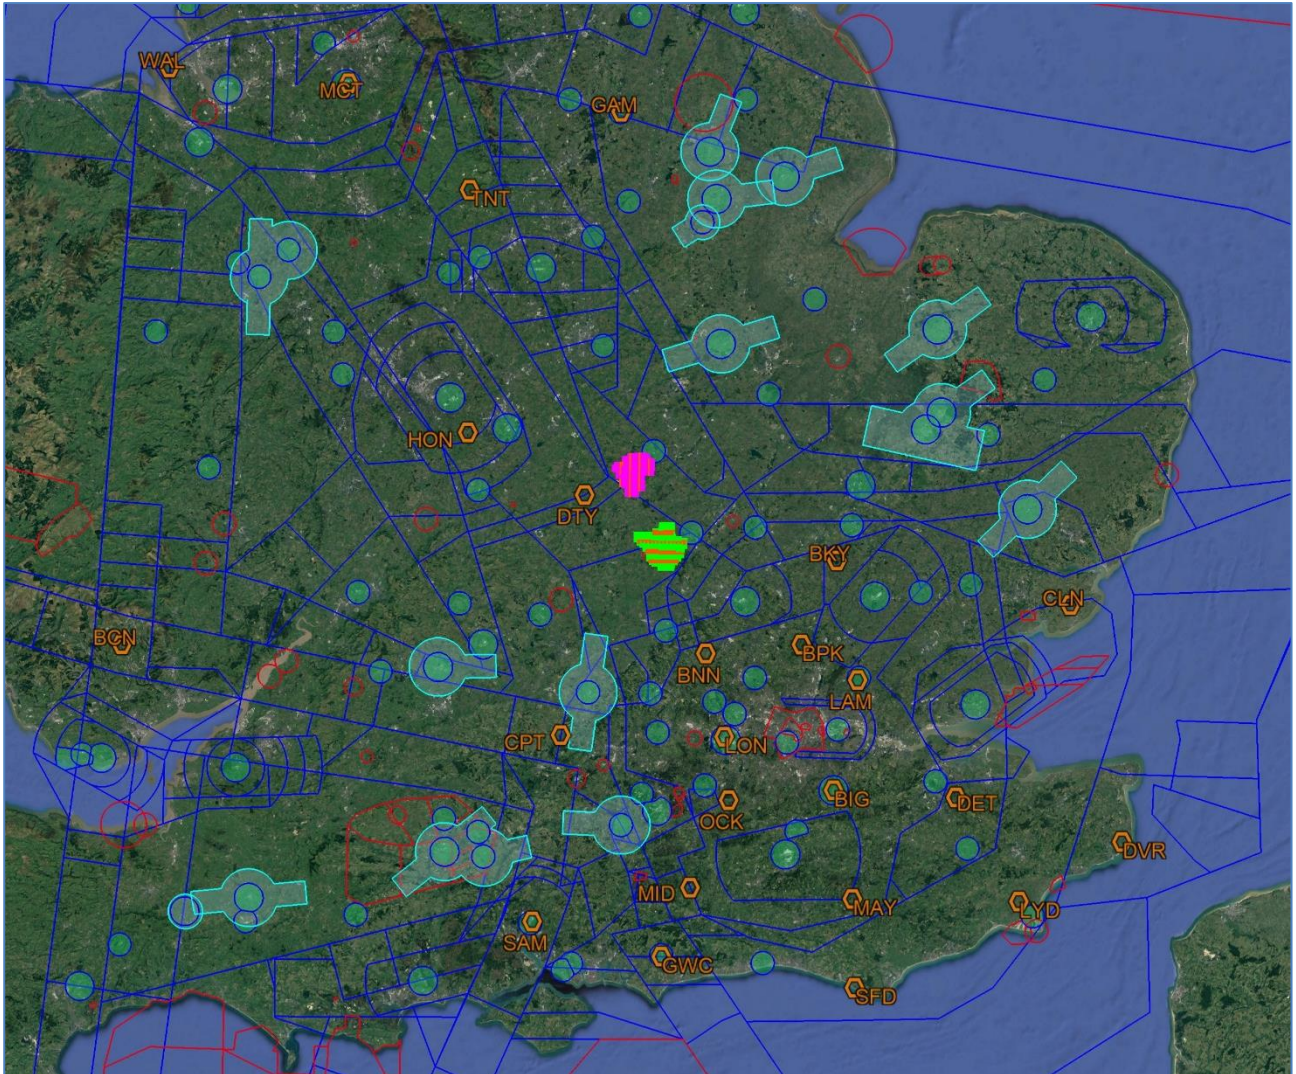 WAL
MCT
GAM
TNT
HON
DTY
BKY
CLN
BCN
BNN
BPK
LAM
CPT
LON
BIG
DET
OCK
DVR
MID
MAY
LYD
SAM
GWC
SFD